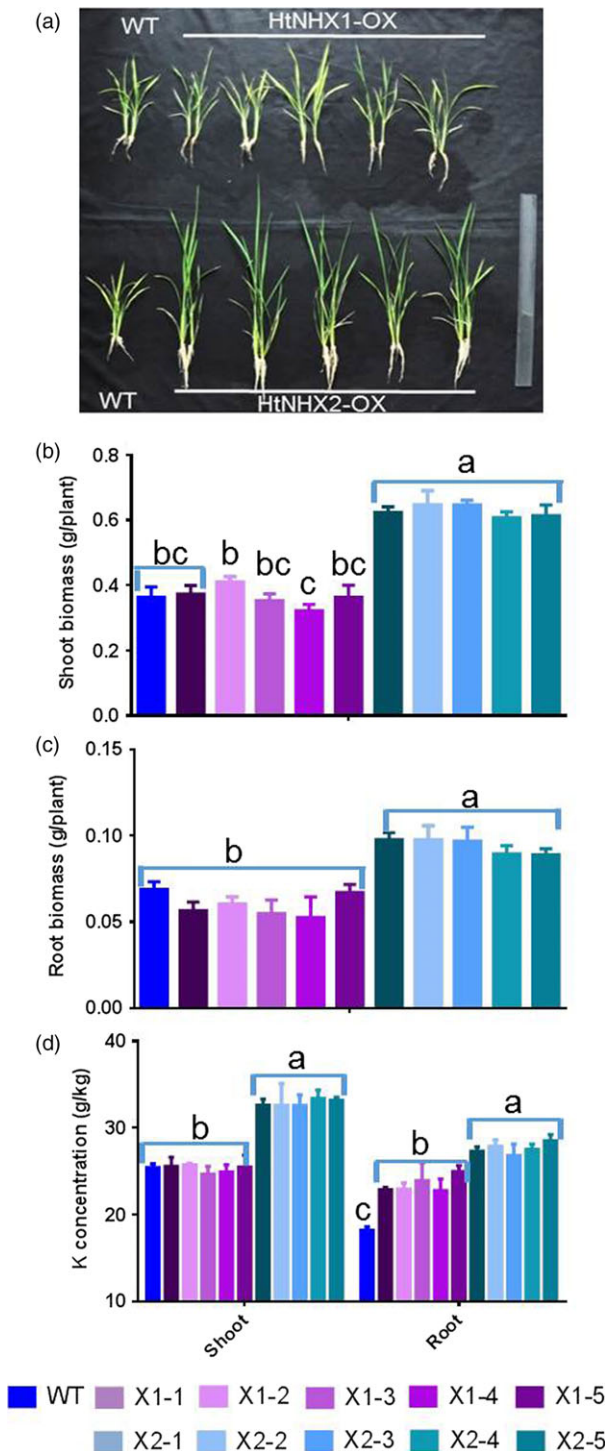 (a)
WT HtNHX1-OX
WT HtNHX2-OX
(b)
Shoot biomass (g/plant)
0.8
0.6
0.4
0.2
0.0
bc b bc c bc a
(c)
Root biomass (g/plant)
0.15
0.10
0.05
0.00
b a
(d)
K concentration (g/kg)
40
30
20
10
b a c b a
Shoot Root
WT X1-1 X1-2 X1-3 X1-4 X1-5
X2-1 X2-2 X2-3 X2-4 X2-5